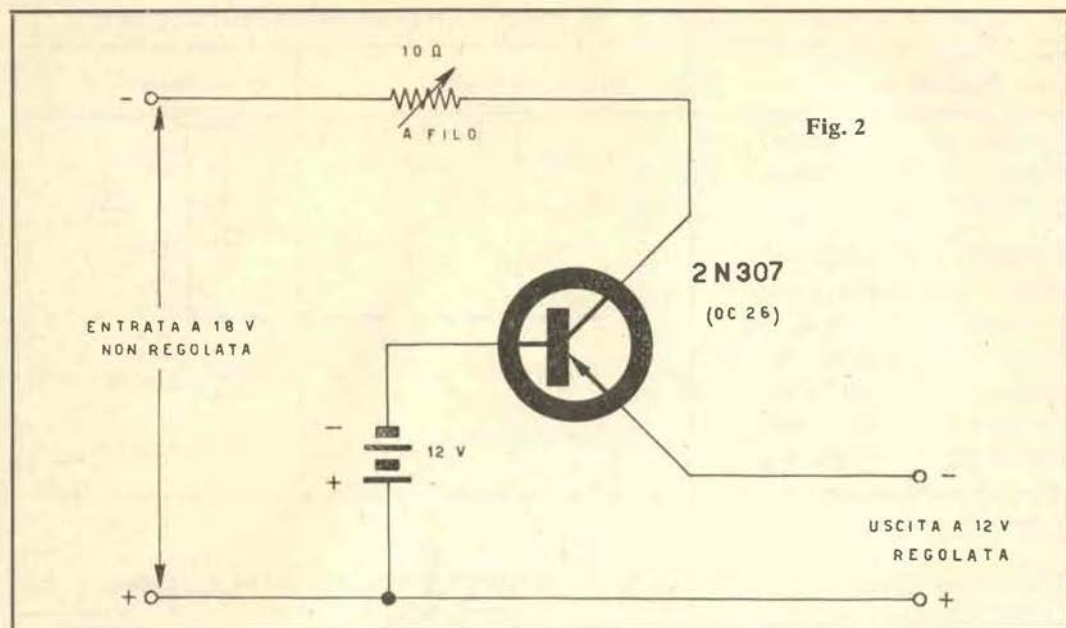 10 Ω
A FILO
Fig. 2
-
2N307
(OC 26)
ENTRATA A 18 V
NON REGOLATA
-
12 V
+
-
USCITA A 12 V
REGOLATA
+
+